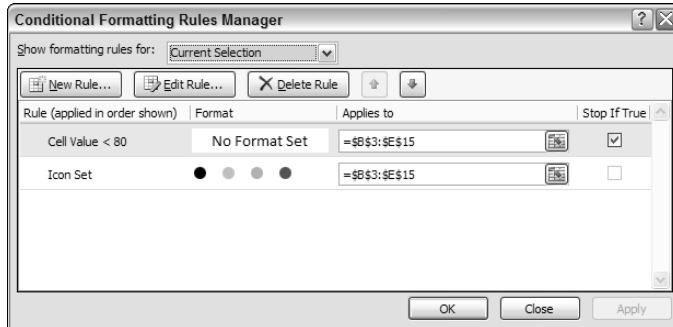 Conditional Formatting Rules Manager
Show formatting rules for: Current Selection
New Rule... Edit Rule... Delete Rule
Rule (applied in order shown) Format Applies to Stop If True
Cell Value < 80 No Format Set =$B$3:$E$15
Icon Set =$B$3:$E$15
OK Close Apply